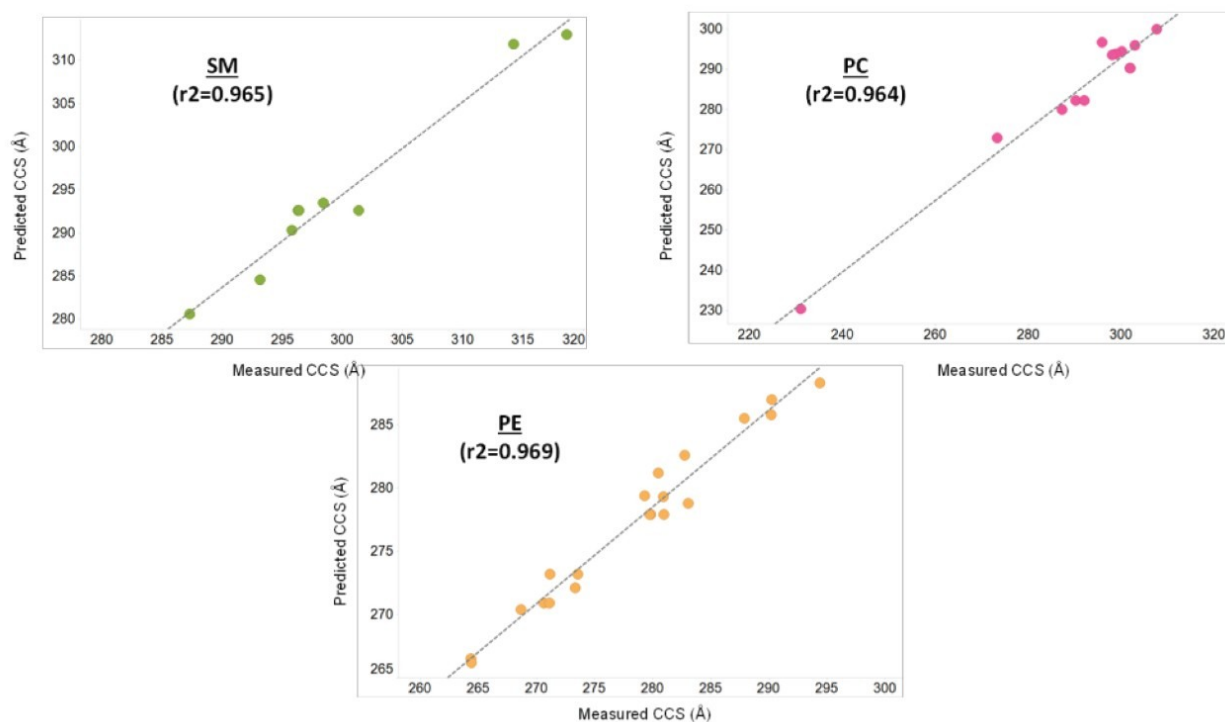 SM
(r2=0.965)
Predicted CCS (Å)
310
305
300
295
290
285
280
280 290 295 300 305 310 315 320
Measured CCS (Å)
PC
(r2=0.964)
Predicted CCS (Å)
300
290
280
270
260
250
240
230
220 240 260 280 300 320
Measured CCS (Å)
PE
(r2=0.969)
Predicted CCS (Å)
285
280
275
270
265
260 265 270 275 280 285 290 295 300
Measured CCS (Å)